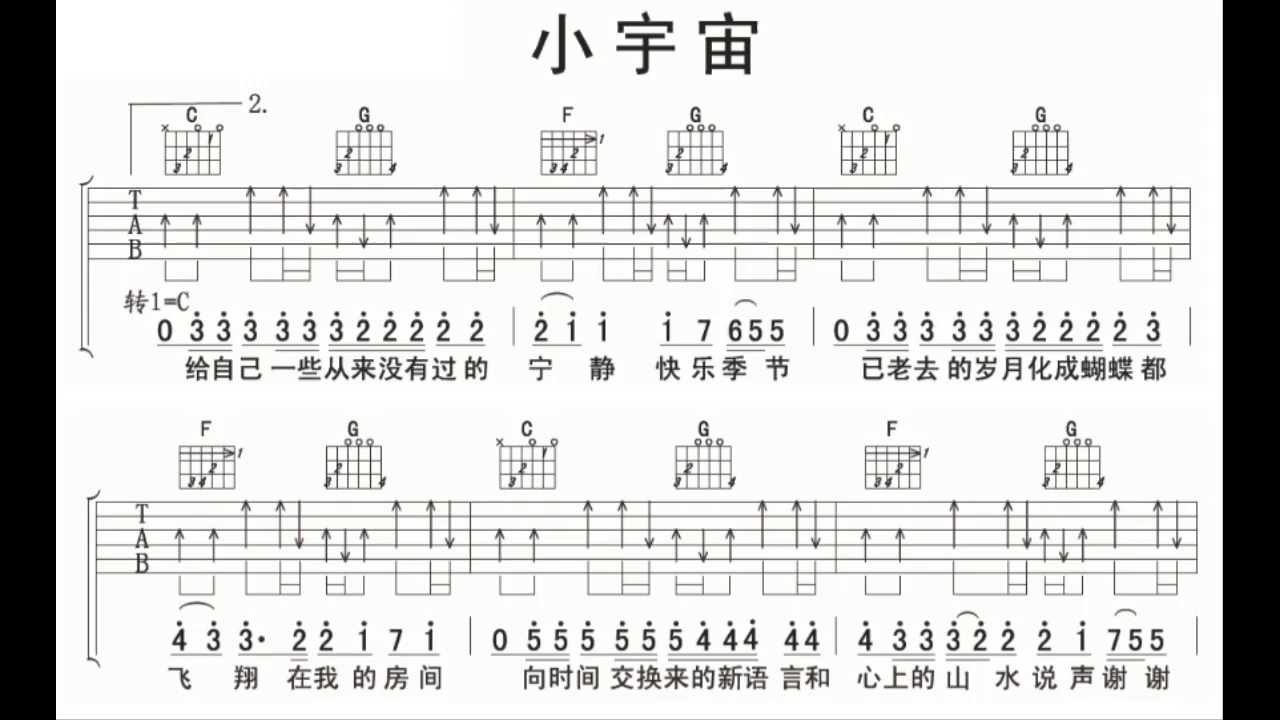 小宇宙
2.
C G F G C G
T
A
B
转1=C
0 3 3 3 3 3 3 2 2 2 2 2 | 2 1 1 1 7 6 5 5 | 0 3 3 3 3 3 3 2 2 2 2 3 |
给自己 一些从来没有过的 宁 静 快乐季节 已老去的岁月化成蝴蝶都
F G C G F G
T
A
B
4 3 3· 2 2 1 7 1 | 0 5 5 5 5 5 5 4 4 4 4 4 | 4 3 3 3 2 2 2 1 7 5 5 |
飞 翔 在我的房间 向时间 交换来的新语言和 心上的山 水说声谢谢